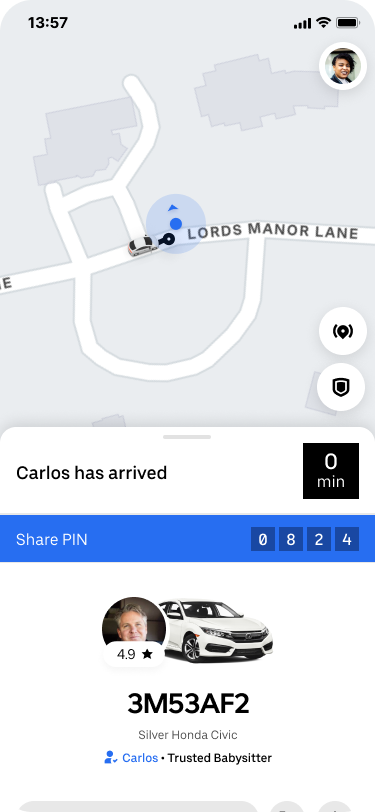 13:57
LORDS MANOR LANE
E
Carlos has arrived
0
min
Share PIN
0 8 2 4
4.9
3M53AF2
Silver Honda Civic
Carlos • Trusted Babysitter